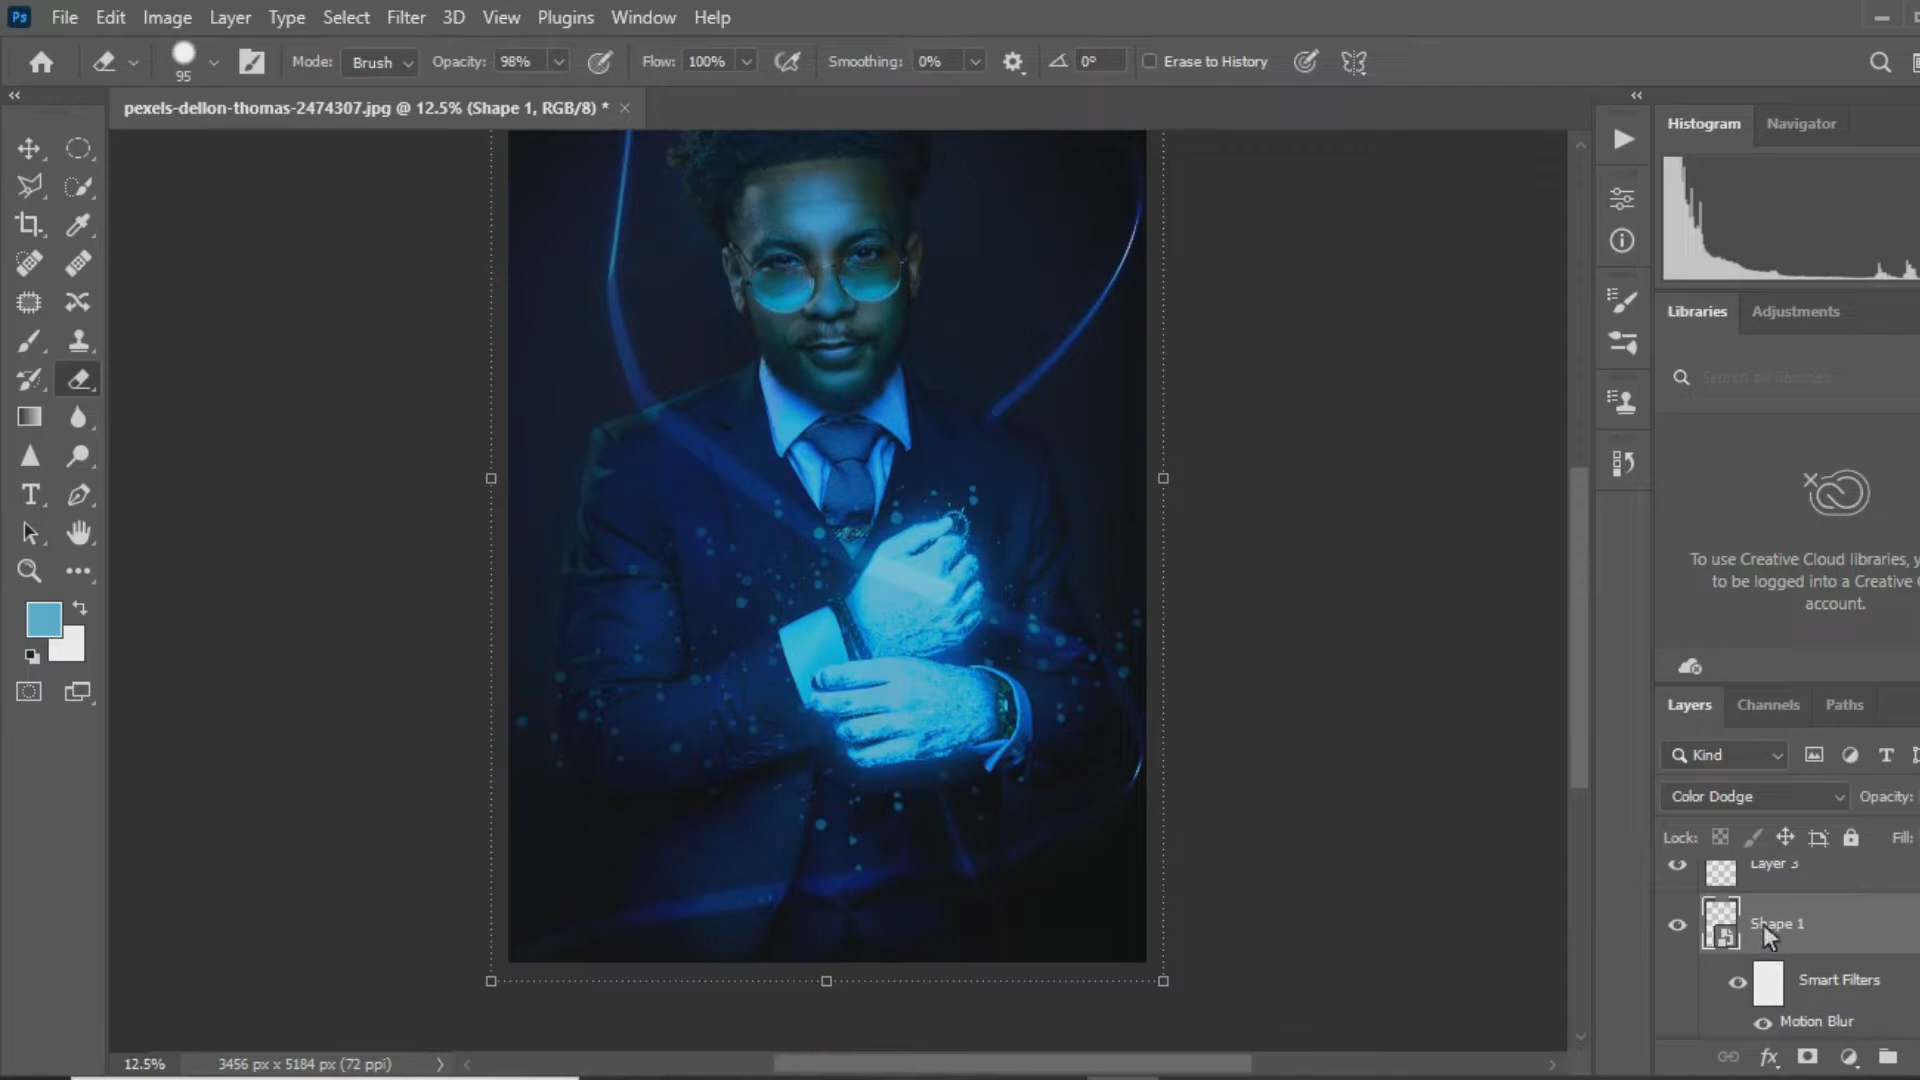 Ps File Edit Image Layer Type Select Filter 3D View Plugins Window Help
95 Mode: Brush Opacity: 98% Flow: 100% Smoothing: 0% 0° Erase to History
pexels-dellon-thomas-2474307.jpg @ 12.5% (Shape 1, RGB/8) * ×
Histogram Navigator
Libraries Adjustments
Search all libraries
To use Creative Cloud libraries, y
to be logged into a Creative C
account.
Layers Channels Paths
Kind
Color Dodge Opacity:
Lock: Fill:
Layer 3
Shape 1
Smart Filters
Motion Blur
fx
12.5% 3456 px x 5184 px (72 ppi)